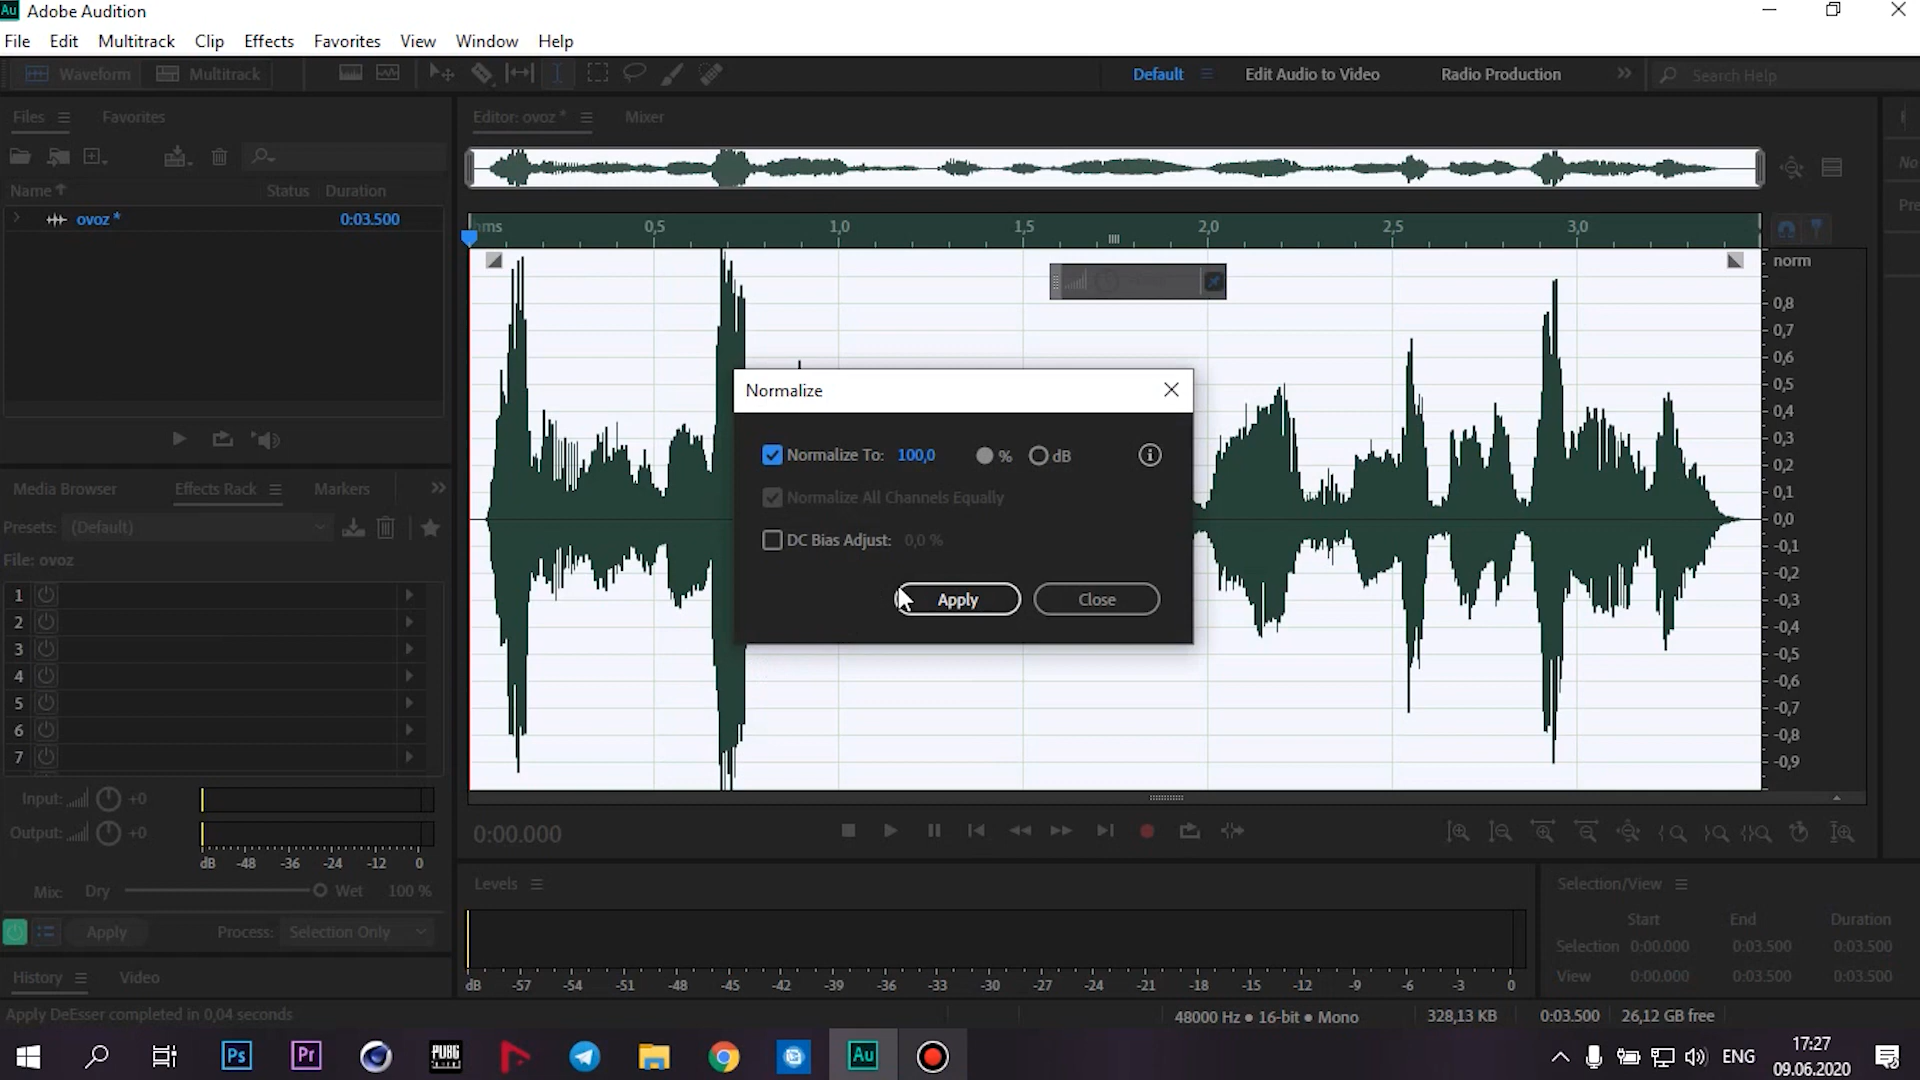 Au Adobe Audition
File Edit Multitrack Clip Effects Favorites View Window Help
Waveform Multitrack Default Edit Audio to Video Radio Production Search Help
Files Favorites
Name Status Duration
ovoz * 0:03.500
Editor: ovoz * Mixer
hms 0,5 1,0 1,5 2,0 2,5 3,0
norm
0,8
0,7
0,6
0,5
0,4
0,3
0,2
0,1
0,0
-0,1
-0,2
-0,3
-0,4
-0,5
-0,6
-0,7
-0,8
-0,9
Normalize
Normalize To: 100,0 % dB
Normalize All Channels Equally
DC Bias Adjust: 0,0 %
Apply Close
Media Browser Effects Rack Markers
Presets: (Default)
File: ovoz
1
2
3
4
5
6
7
Input: +0
Output: +0
dB -48 -36 -24 -12 0
Mix: Dry Wet 100 %
Apply Process: Selection Only
History Video
0:00.000
Levels
dB -57 -54 -51 -48 -45 -42 -39 -36 -33 -30 -27 -24 -21 -18 -15 -12 -9 -6 -3 0
Selection/View
Start End Duration
Selection 0:00.000 0:03.500 0:03.500
View 0:00.000 0:03.500 0:03.500
Apply DeEsser completed in 0,04 seconds
48000 Hz ● 16-bit ● Mono 328,13 KB 0:03.500 26,12 GB free
Ps Pr PUBG Au ENG 17:27
09.06.2020